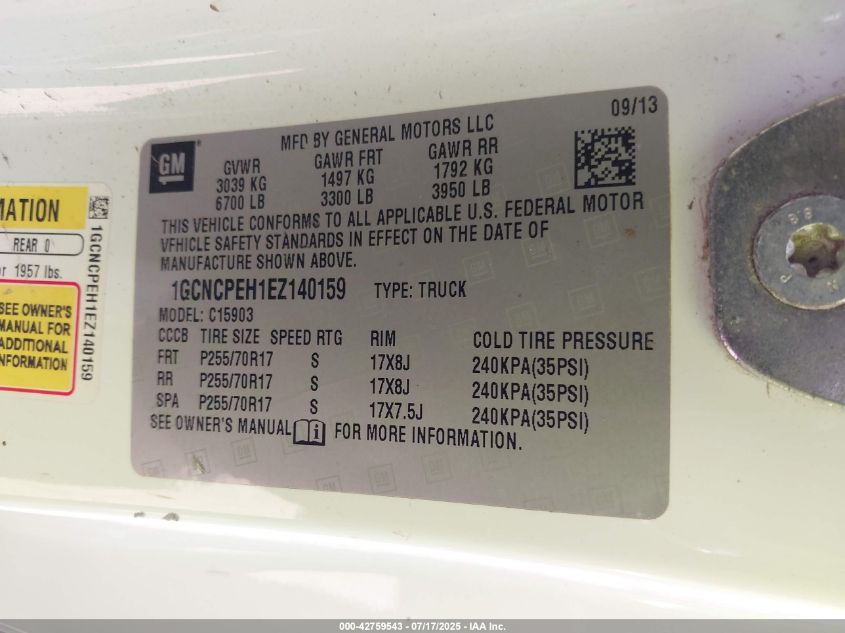 09/13
GM
MFD BY GENERAL MOTORS LLC
GVWR GAWR FRT GAWR RR
3039 KG 1497 KG 1792 KG
6700 LB 3300 LB 3950 LB
THIS VEHICLE CONFORMS TO ALL APPLICABLE U.S. FEDERAL MOTOR
VEHICLE SAFETY STANDARDS IN EFFECT ON THE DATE OF
MANUFACTURE SHOWN ABOVE.
1GCNCPEH1EZ140159 TYPE: TRUCK
MODEL: C15903
CCCB TIRE SIZE SPEED RTG RIM COLD TIRE PRESSURE
FRT P255/70R17 S 17X8J 240KPA(35PSI)
RR P255/70R17 S 17X8J 240KPA(35PSI)
SPA P255/70R17 S 17X7.5J 240KPA(35PSI)
SEE OWNER'S MANUAL FOR MORE INFORMATION.
MATION
REAR 0
or 1957 lbs.
SEE OWNER'S
MANUAL FOR
ADDITIONAL
INFORMATION
1GCNCPEH1EZ140159
000-42759543 - 07/17/2025 - IAA Inc.